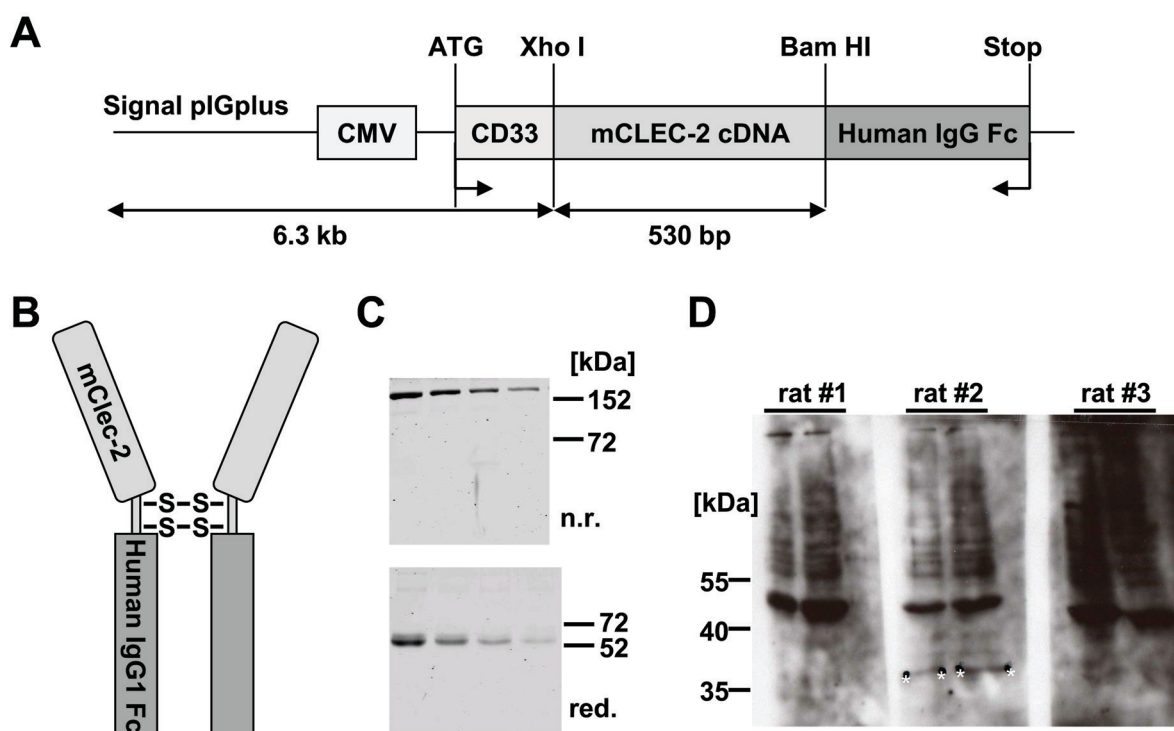 A
ATG Xho I Bam HI Stop
Signal pIGplus
CMV CD33 mCLEC-2 cDNA Human IgG Fc
6.3 kb 530 bp
B
mClec-2
S S
S S
Human IgG1 Fc
C
[kDa]
152
72
n.r.
72
52
red.
D
rat #1 rat #2 rat #3
[kDa]
55
40
35
* * * *